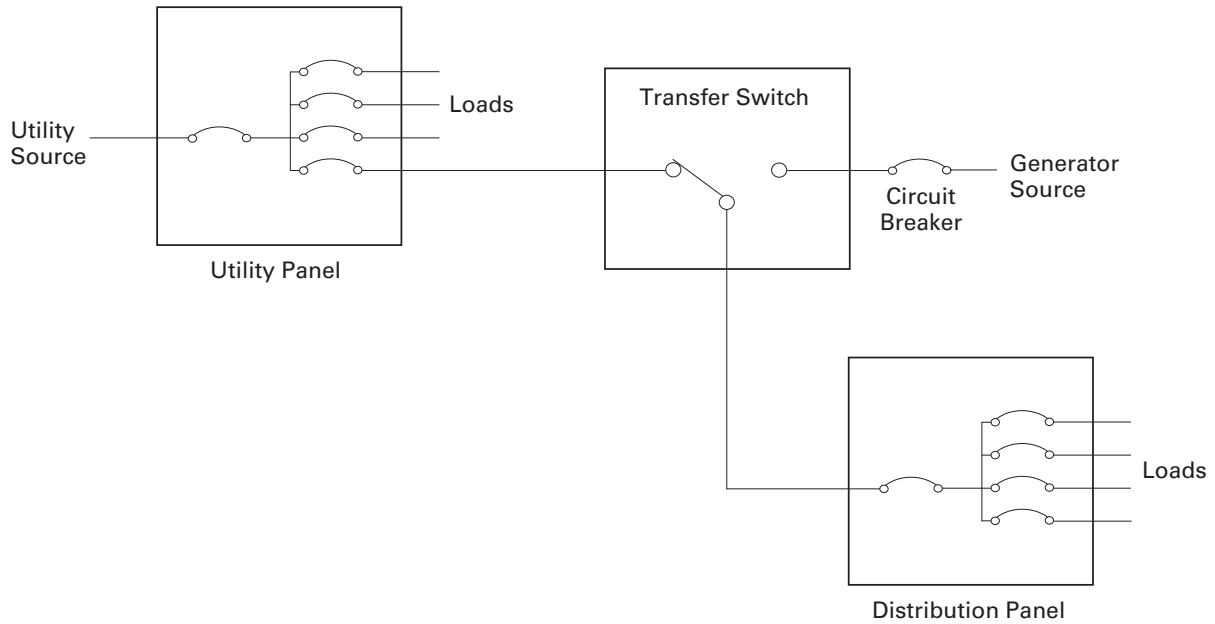 Utility
Source
Loads
Utility Panel
Transfer Switch
Circuit
Breaker
Generator
Source
Loads
Distribution Panel